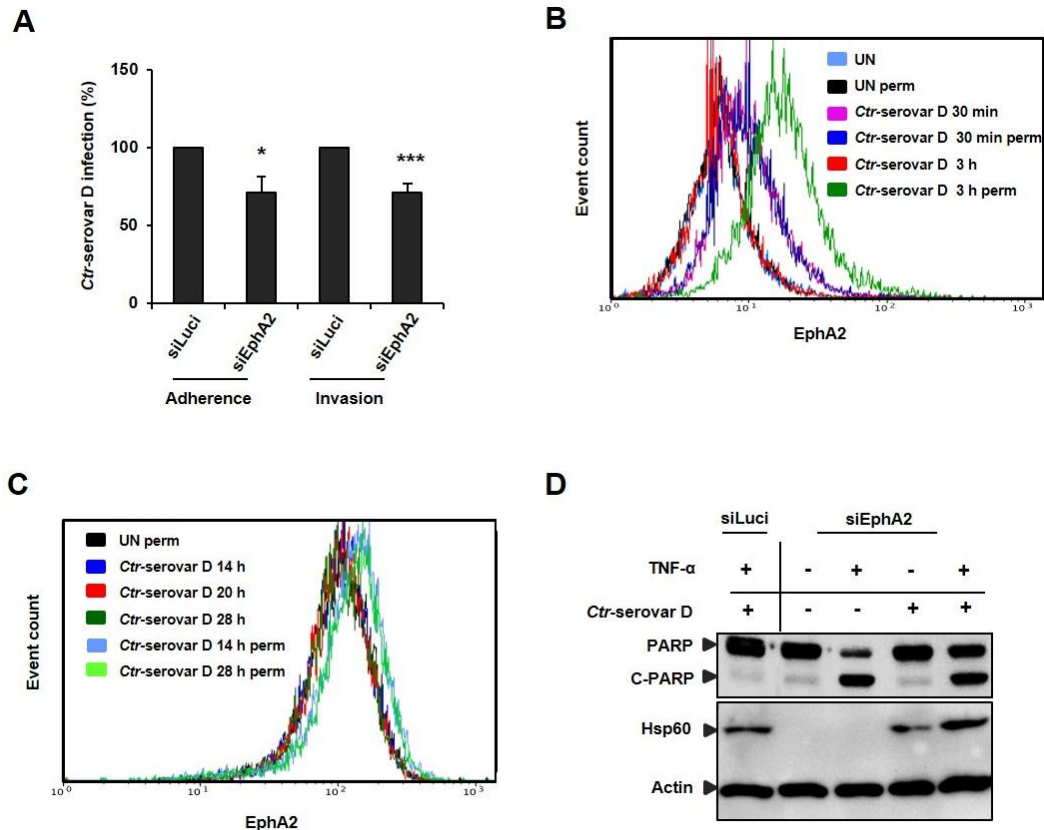 A
Ctr-serovar D infection (%)
150
100
50
0
*
***
siLuci
siEphA2
siLuci
siEphA2
Adherence
Invasion
B
Event count
UN
UN perm
Ctr-serovar D 30 min
Ctr-serovar D 30 min perm
Ctr-serovar D 3 h
Ctr-serovar D 3 h perm
10⁰ 10¹ 10² 10³
EphA2
C
Event count
UN perm
Ctr-serovar D 14 h
Ctr-serovar D 20 h
Ctr-serovar D 28 h
Ctr-serovar D 14 h perm
Ctr-serovar D 28 h perm
10⁰ 10¹ 10² 10³
EphA2
D
siLuci siEphA2
TNF-α + - + - +
Ctr-serovar D + - - + +
PARP
C-PARP
Hsp60
Actin